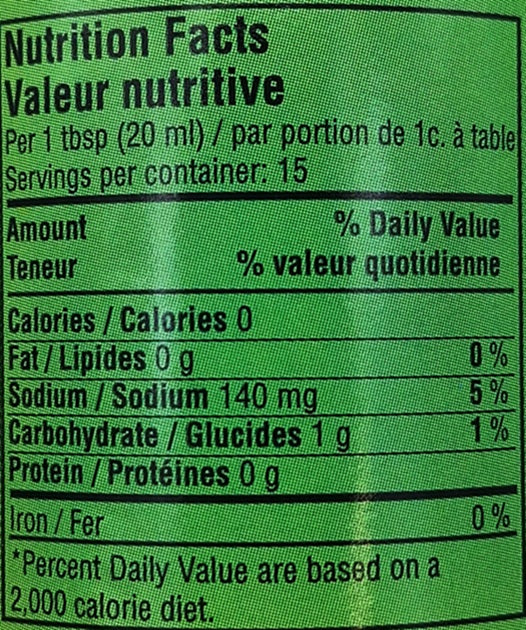 Nutrition Facts
Valeur nutritive
Per 1 tbsp (20 ml) / par portion de 1c. à table
Servings per container: 15
Amount % Daily Value
Teneur % valeur quotidienne
Calories / Calories 0
Fat / Lipides 0 g 0 %
Sodium / Sodium 140 mg 5 %
Carbohydrate / Glucides 1 g 1 %
Protein / Protéines 0 g
Iron / Fer 0 %
*Percent Daily Value are based on a
2,000 calorie diet.